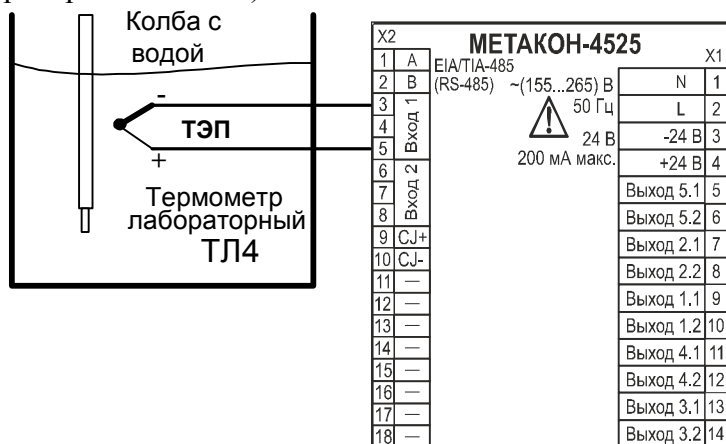 Колба с
водой
-
ТЭП
+
Термометр
лабораторный
ТЛ4
X2
МЕТАКОН-4525
X1
1 A
2 B
EIA/TIA-485
(RS-485)
~(155...265) В
50 Гц
24 В
200 мА макс.
3
4
5
Вход 1
6
7
8
Вход 2
9 CJ+
10 CJ-
11 —
12 —
13 —
14 —
15 —
16 —
17 —
18 —
N 1
L 2
-24 В 3
+24 В 4
Выход 5.1 5
Выход 5.2 6
Выход 2.1 7
Выход 2.2 8
Выход 1.1 9
Выход 1.2 10
Выход 4.1 11
Выход 4.2 12
Выход 3.1 13
Выход 3.2 14